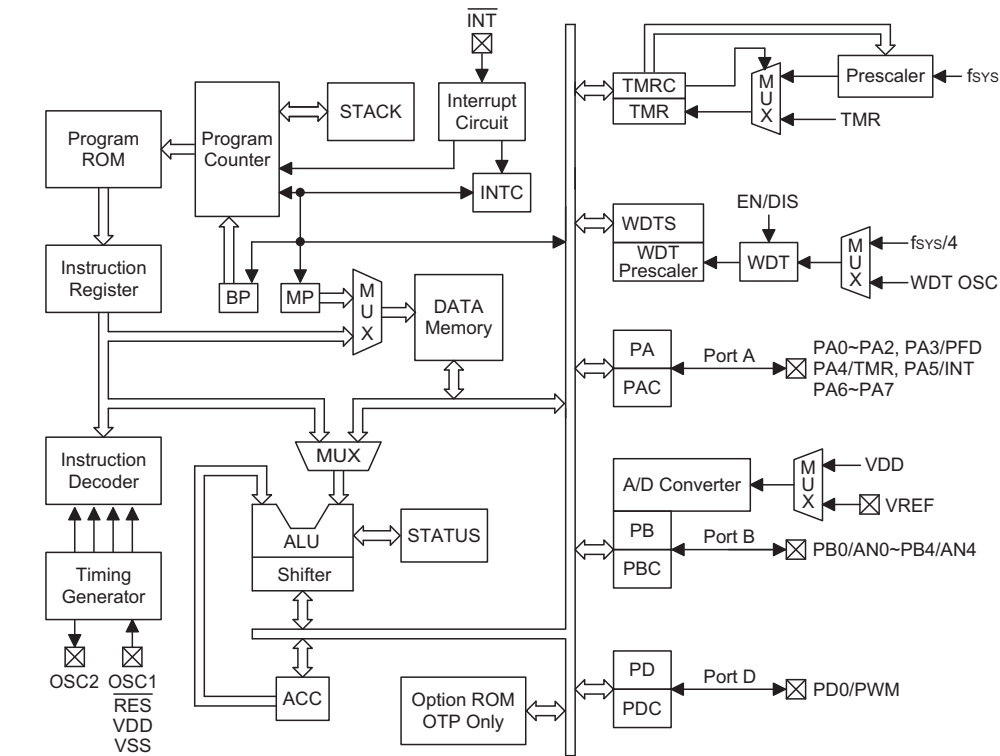 INT
Program
ROM
Program
Counter
STACK
Interrupt
Circuit
INTC
Instruction
Register
BP
MP
MUX
DATA
Memory
Instruction
Decoder
MUX
ALU
Shifter
STATUS
Timing
Generator
OSC2
OSC1
RES
VDD
VSS
ACC
Option ROM
OTP Only
TMRC
TMR
MUX
Prescaler
fSYS
TMR
WDTS
WDT
Prescaler
EN/DIS
WDT
MUX
fSYS/4
WDT OSC
PA
PAC
Port A
PA0~PA2, PA3/PFD
PA4/TMR, PA5/INT
PA6~PA7
A/D Converter
MUX
VDD
VREF
PB
PBC
Port B
PB0/AN0~PB4/AN4
PD
PDC
Port D
PD0/PWM